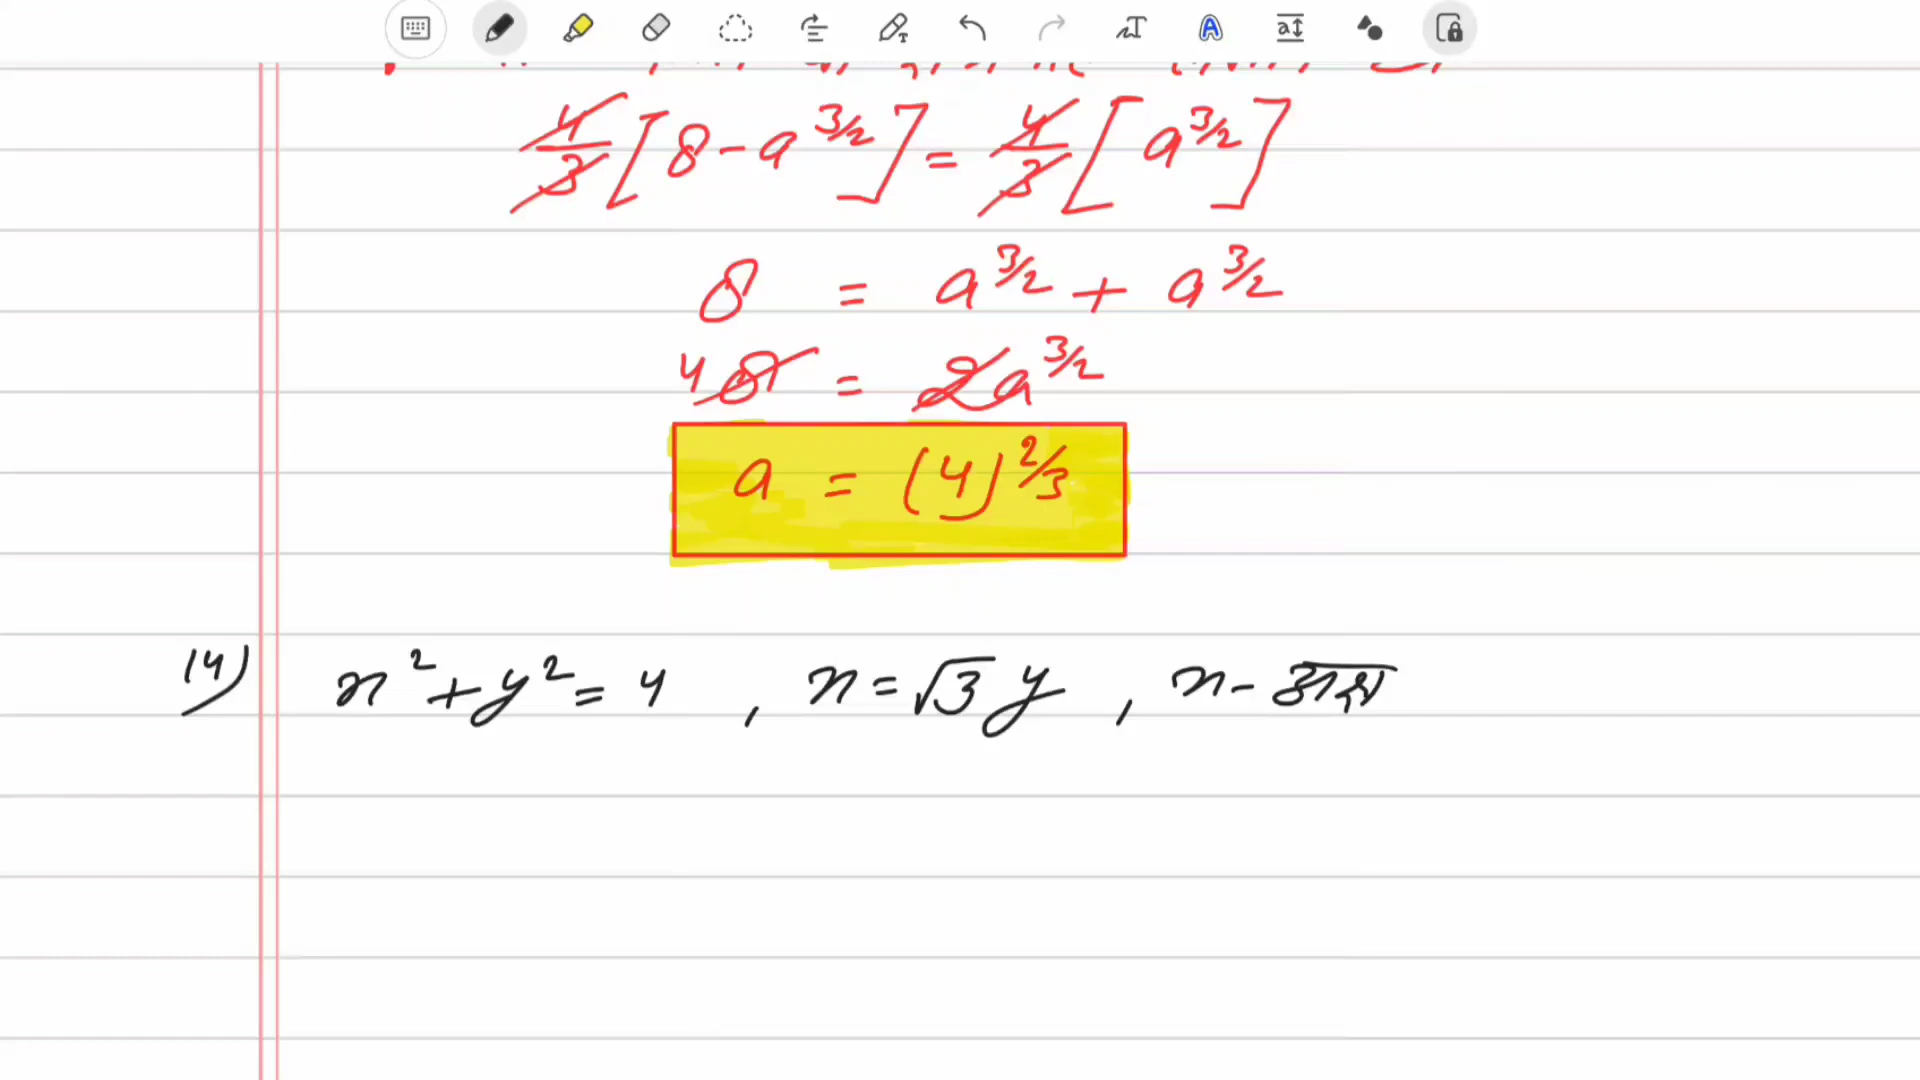 4/3 [8 - a^3/2] = 4/3 [a^3/2]
8 = a^3/2 + a^3/2
4 8 = 2a^3/2
a = (4)^2/3
14) x² + y² = 4 , x = √3 y , x - अक्ष